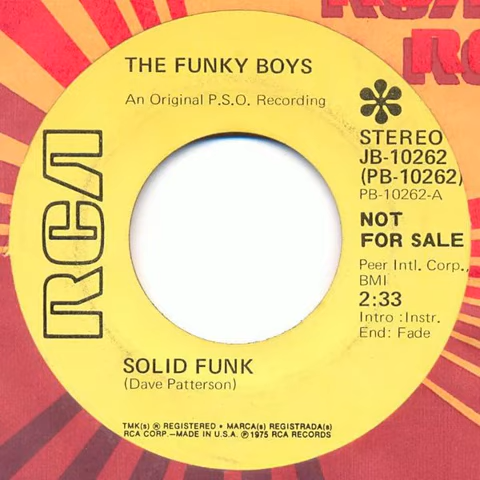 RCA
RCA
THE FUNKY BOYS
An Original P.S.O. Recording
RCA
STEREO
JB-10262
(PB-10262)
PB-10262-A
NOT
FOR SALE
Peer Intl. Corp.,
BMI
2:33
Intro :Instr.
End: Fade
SOLID FUNK
(Dave Patterson)
TMK(s) ® REGISTERED • MARCA(s) REGISTRADA(s)
RCA CORP.—MADE IN U.S.A. ℗ 1975 RCA RECORDS